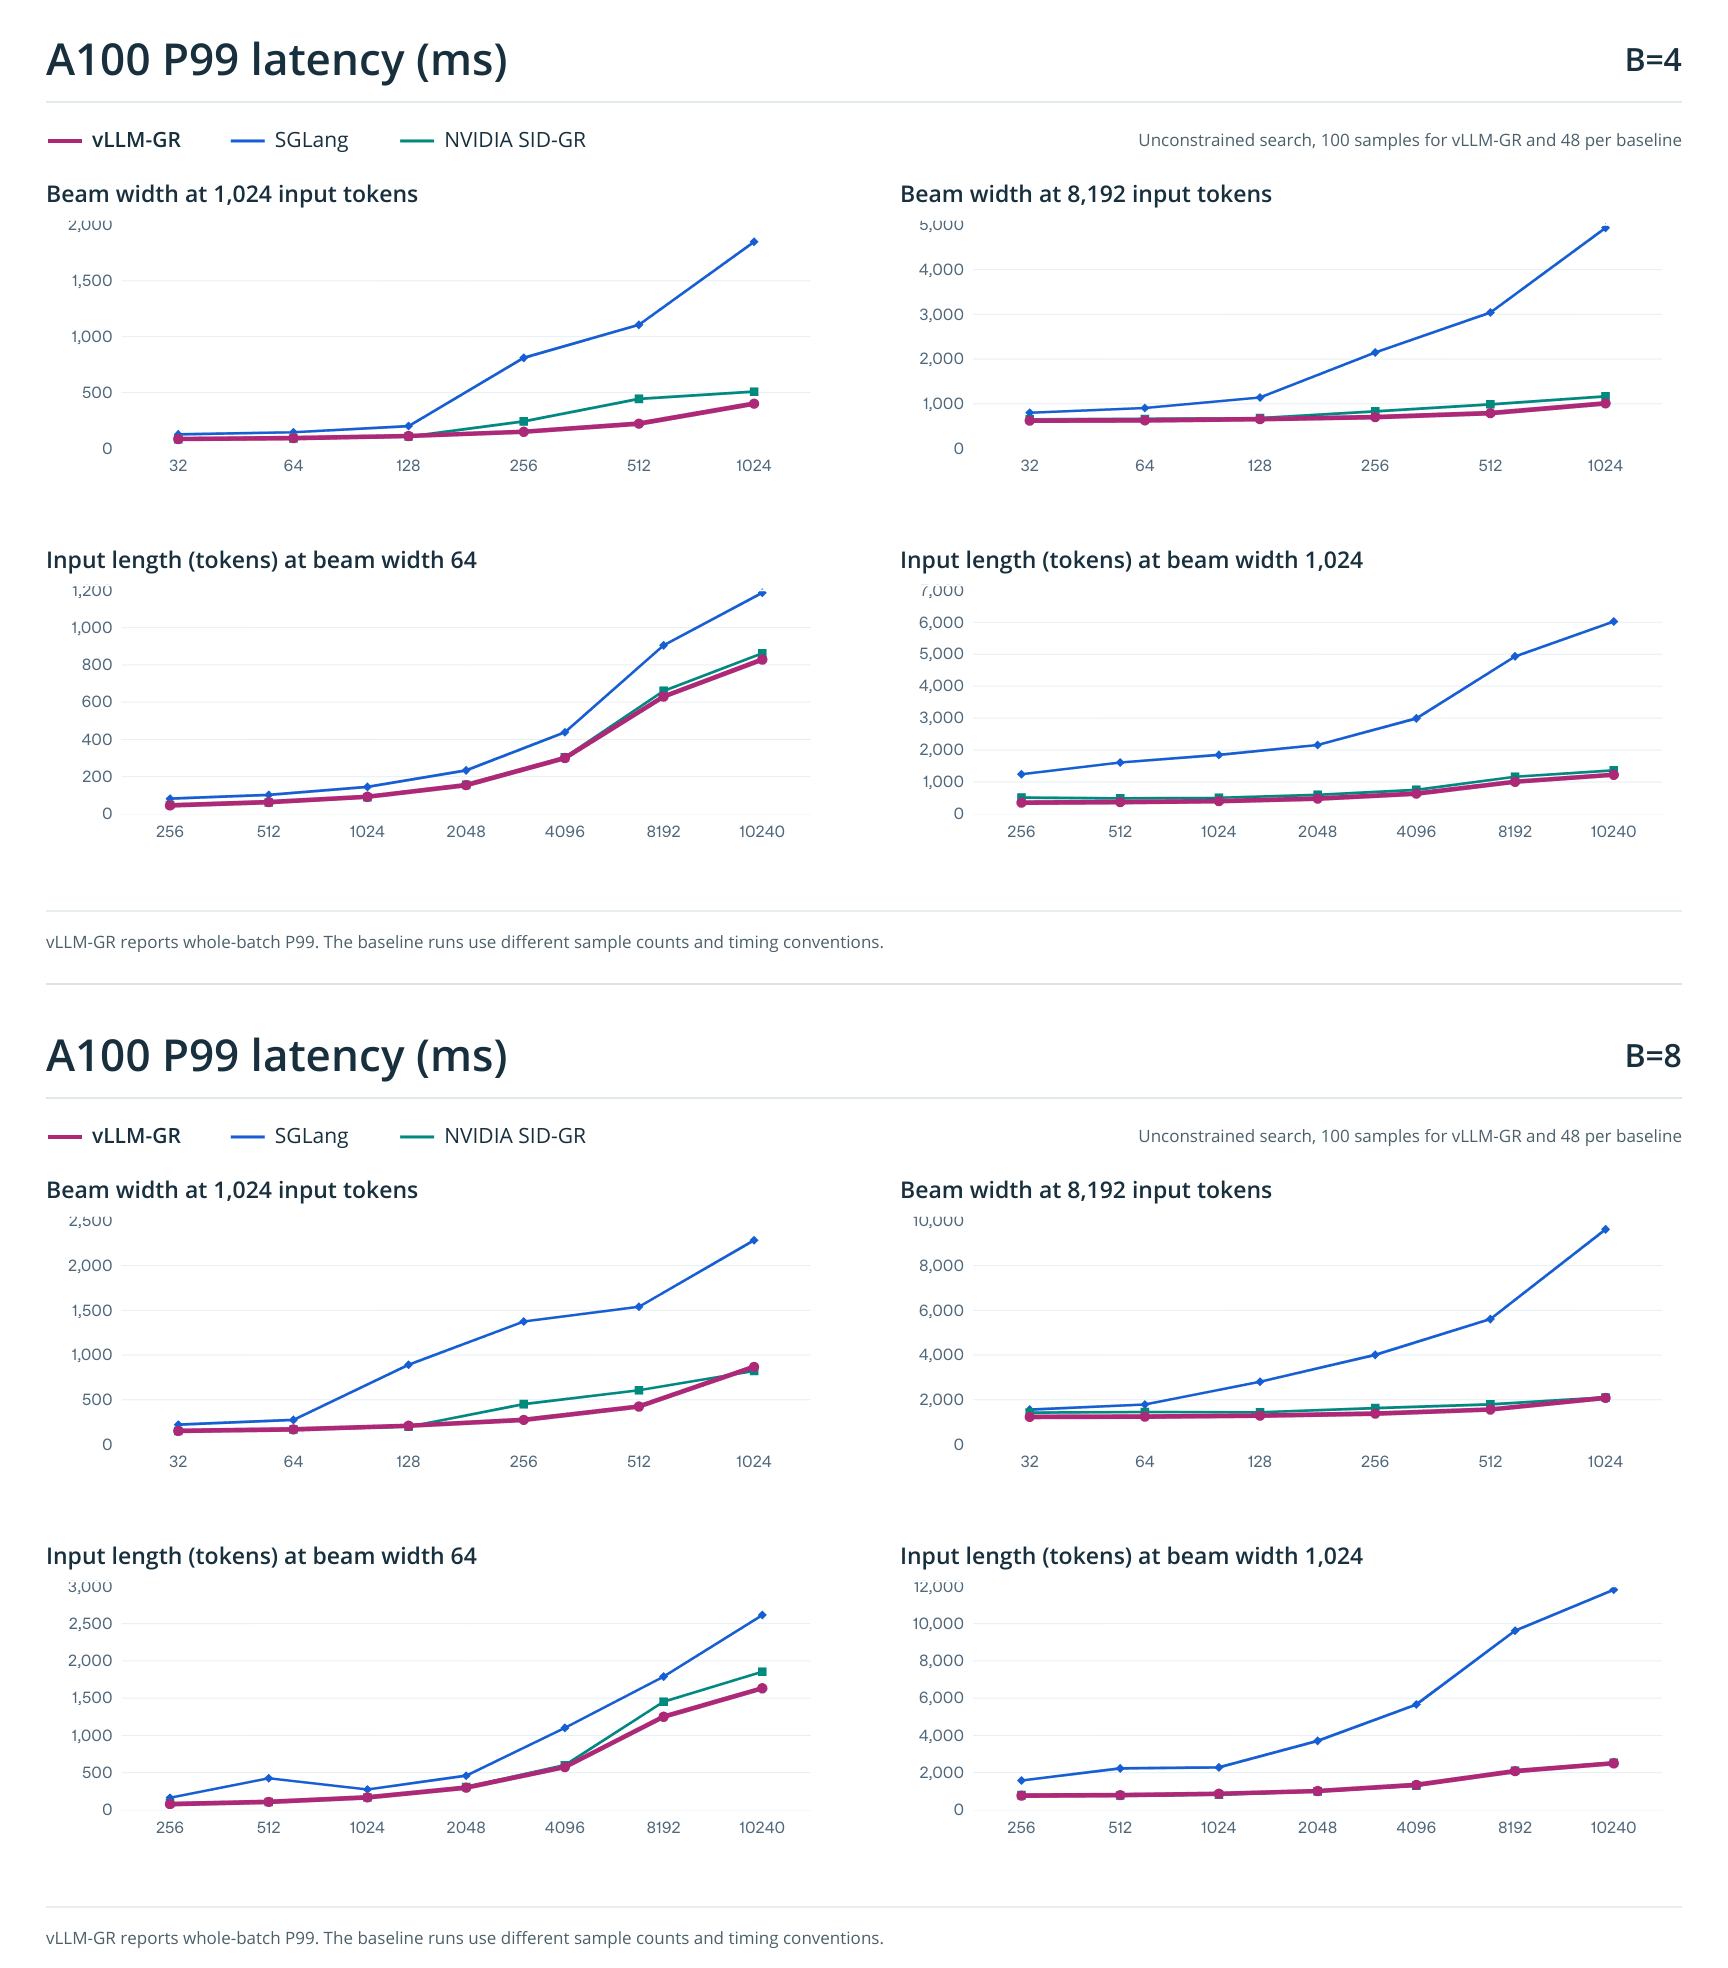 A100 P99 latency (ms)
B=4
vLLM-GR
SGLang
NVIDIA SID-GR
Unconstrained search, 100 samples for vLLM-GR and 48 per baseline
Beam width at 1,024 input tokens
2,000
1,500
1,000
500
0
32 64 128 256 512 1024
Beam width at 8,192 input tokens
5,000
4,000
3,000
2,000
1,000
0
32 64 128 256 512 1024
Input length (tokens) at beam width 64
1,200
1,000
800
600
400
200
0
256 512 1024 2048 4096 8192 10240
Input length (tokens) at beam width 1,024
7,000
6,000
5,000
4,000
3,000
2,000
1,000
0
256 512 1024 2048 4096 8192 10240
vLLM-GR reports whole-batch P99. The baseline runs use different sample counts and timing conventions.
A100 P99 latency (ms)
B=8
vLLM-GR
SGLang
NVIDIA SID-GR
Unconstrained search, 100 samples for vLLM-GR and 48 per baseline
Beam width at 1,024 input tokens
2,500
2,000
1,500
1,000
500
0
32 64 128 256 512 1024
Beam width at 8,192 input tokens
10,000
8,000
6,000
4,000
2,000
0
32 64 128 256 512 1024
Input length (tokens) at beam width 64
3,000
2,500
2,000
1,500
1,000
500
0
256 512 1024 2048 4096 8192 10240
Input length (tokens) at beam width 1,024
12,000
10,000
8,000
6,000
4,000
2,000
0
256 512 1024 2048 4096 8192 10240
vLLM-GR reports whole-batch P99. The baseline runs use different sample counts and timing conventions.